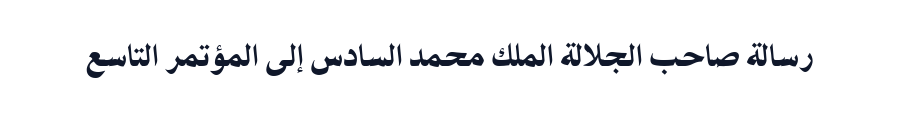 رسالة صاحب الجلالة الملك محمد السادس إلى المؤتمر التاسع